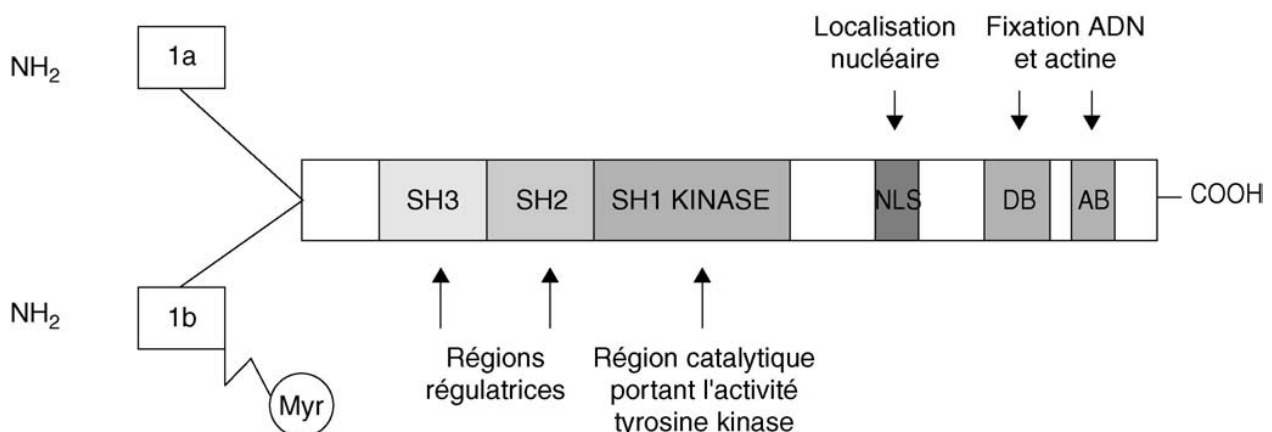 Localisation
nucléaire
Fixation ADN
et actine
NH₂
1a
SH3
SH2
SH1 KINASE
NLS
DB
AB
COOH
NH₂
1b
Myr
Régions
régulatrices
Région catalytique
portant l'activité
tyrosine kinase